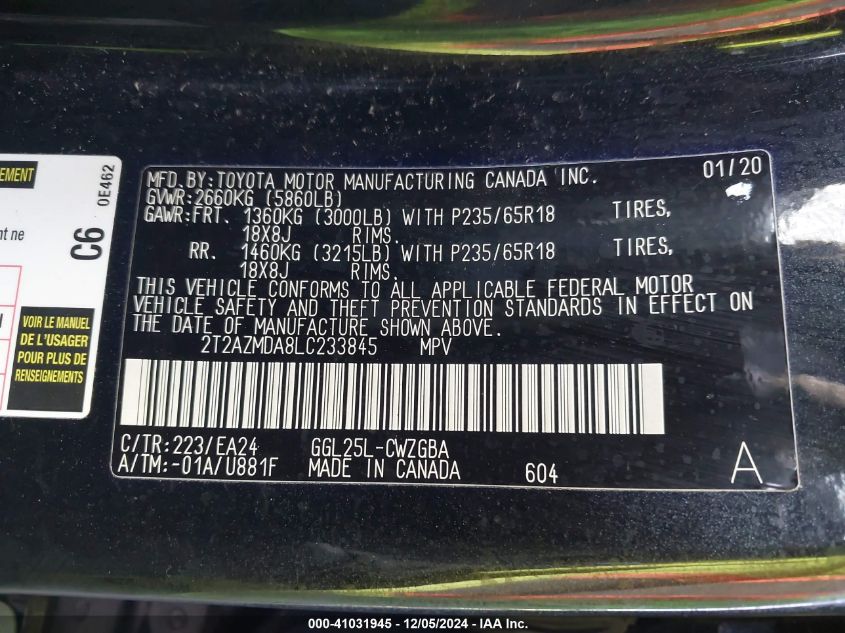 EMENT
nt ne
C6
0E462
VOIR LE MANUEL
DE L'USAGER
POUR PLUS DE
RENSEIGNEMENTS
MFD.BY:TOYOTA MOTOR MANUFACTURING CANADA INC. 01/20
GVWR:2660KG (5860LB)
GAWR:FRT. 1360KG (3000LB) WITH P235/65R18 TIRES,
18X8J RIMS.
RR. 1460KG (3215LB) WITH P235/65R18 TIRES,
18X8J RIMS.
THIS VEHICLE CONFORMS TO ALL APPLICABLE FEDERAL MOTOR
VEHICLE SAFETY AND THEFT PREVENTION STANDARDS IN EFFECT ON
THE DATE OF MANUFACTURE SHOWN ABOVE.
2T2AZMDA8LC233845 MPV
C/TR:223/EA24 GGL25L-CWZGBA
A/TM:-01A/U881F MADE IN CANADA 604 A
000-41031945 - 12/05/2024 - IAA Inc.